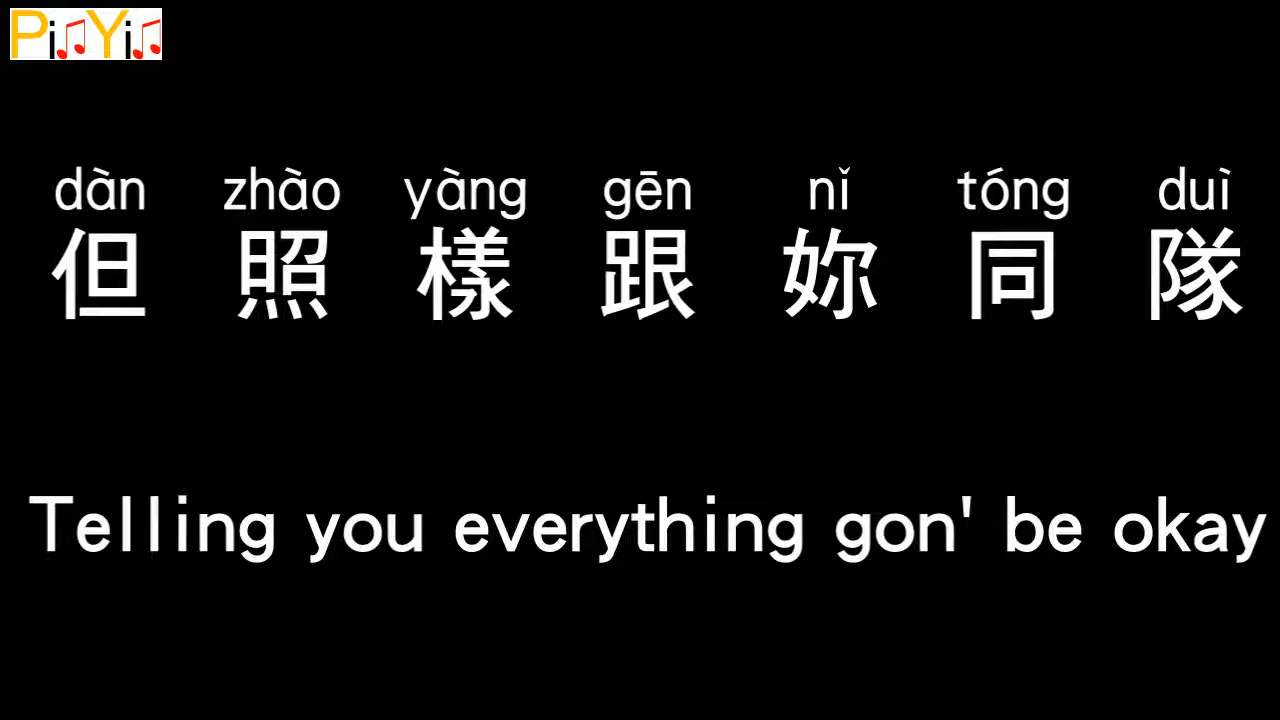 PinYin
dàn zhào yàng gēn nǐ tóng duì
但 照 樣 跟 妳 同 隊
Telling you everything gon' be okay